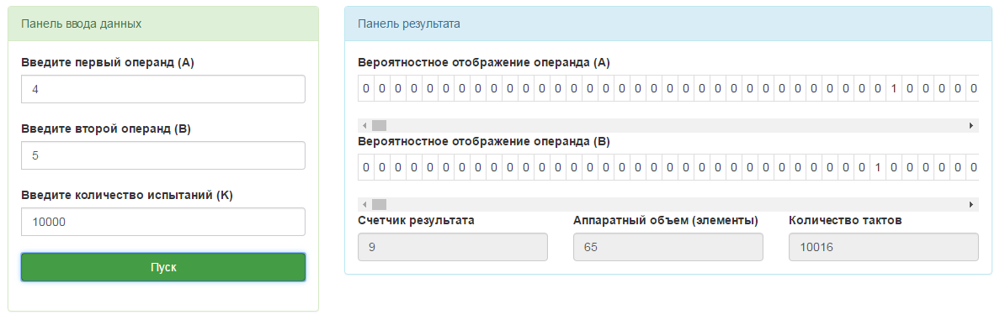 Панель ввода данных
Введите первый операнд (A)
4
Введите второй операнд (B)
5
Введите количество испытаний (K)
10000
Пуск
Панель результата
Вероятностное отображение операнда (A)
0 0 0 0 0 0 0 0 0 0 0 0 0 0 0 0 0 0 0 0 0 0 0 0 0 0 0 0 0 0 0 0 0 1 0 0 0 0 0
Вероятностное отображение операнда (B)
0 0 0 0 0 0 0 0 0 0 0 0 0 0 0 0 0 0 0 0 0 0 0 0 0 0 0 0 0 0 0 0 1 0 0 0 0 0 0
Счетчик результата Аппаратный объем (элементы) Количество тактов
9 65 10016